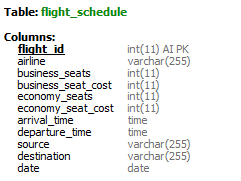 Table: flight_schedule
Columns:
flight_id int(11) AI PK
airline varchar(255)
business_seats int(11)
business_seat_cost int(11)
economy_seats int(11)
economy_seat_cost int(11)
arrival_time time
departure_time time
source varchar(255)
destination varchar(255)
date date